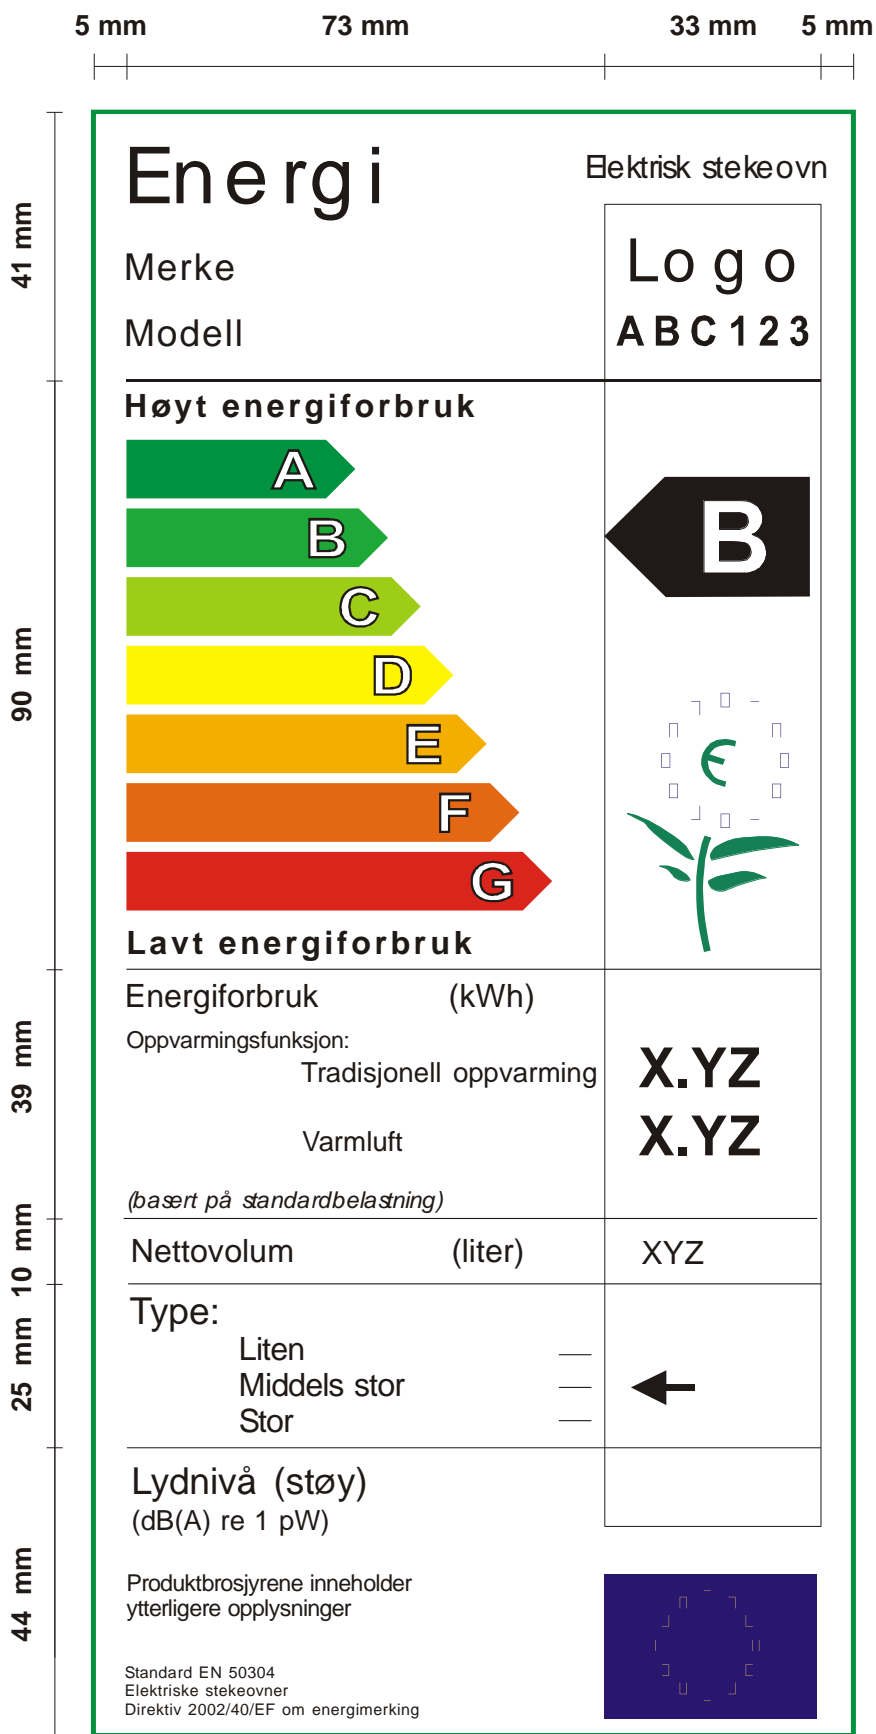 5 mm 73 mm 33 mm 5 mm
41 mm
90 mm
39 mm
10 mm
25 mm
44 mm
Energi
Elektrisk stekeovn
Merke
Logo
Modell
ABC123
Høyt energiforbruk
A
B
B
C
D
E
F
G
Lavt energiforbruk
Energiforbruk (kWh)
Oppvarmingsfunksjon:
Tradisjonell oppvarming X.YZ
Varmluft X.YZ
(basert på standardbelastning)
Nettovolum (liter) XYZ
Type:
Liten
Middels stor
Stor
Lydnivå (støy)
(dB(A) re 1 pW)
Produktbrosjyrene inneholder
ytterligere opplysninger
Standard EN 50304
Elektriske stekeovner
Direktiv 2002/40/EF om energimerking